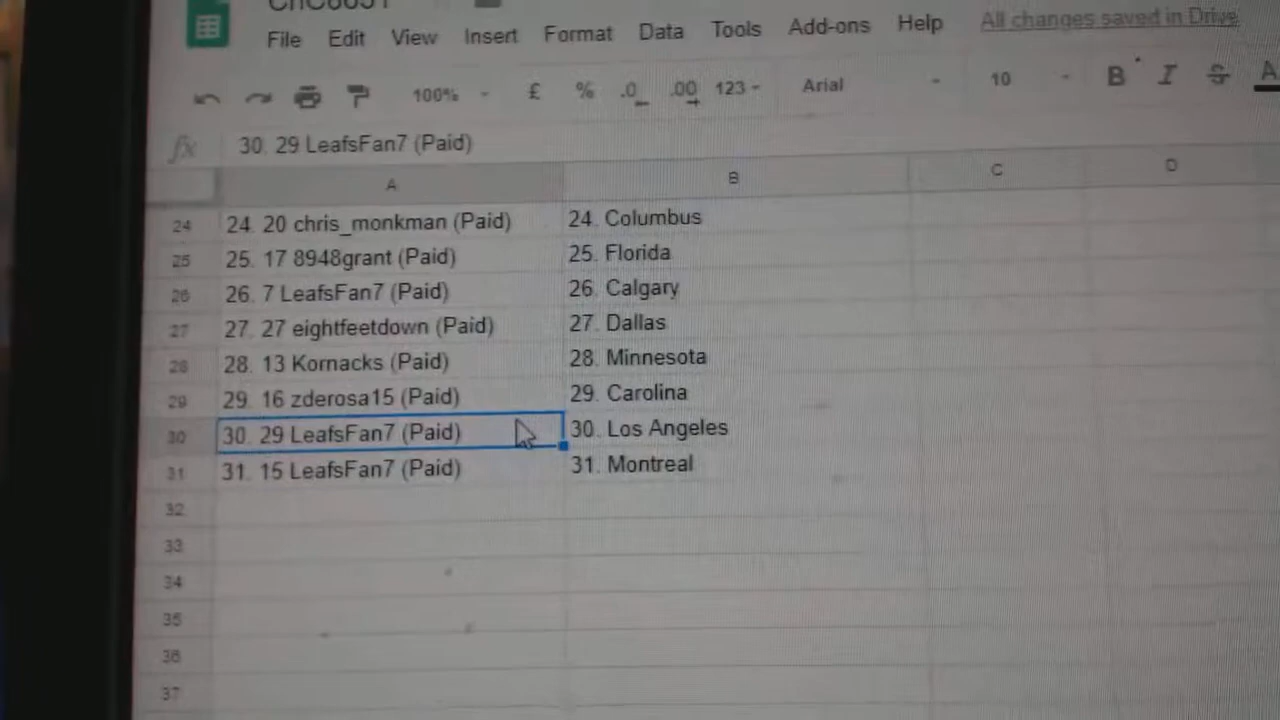 File Edit View Insert Format Data Tools Add-ons Help All changes saved in Drive
100% £ % .0 .00 123 Arial 10 B I S A
fx 30. 29 LeafsFan7 (Paid)
A B C D
24 24. 20 chris_monkman (Paid) 24. Columbus
25 25. 17 8948grant (Paid) 25. Florida
26 26. 7 LeafsFan7 (Paid) 26. Calgary
27 27. 27 eightfeetdown (Paid) 27. Dallas
28 28. 13 Kornacks (Paid) 28. Minnesota
29 29. 16 zderosa15 (Paid) 29. Carolina
30 30. 29 LeafsFan7 (Paid) 30. Los Angeles
31 31. 15 LeafsFan7 (Paid) 31. Montreal
32
33
34
35
36
37